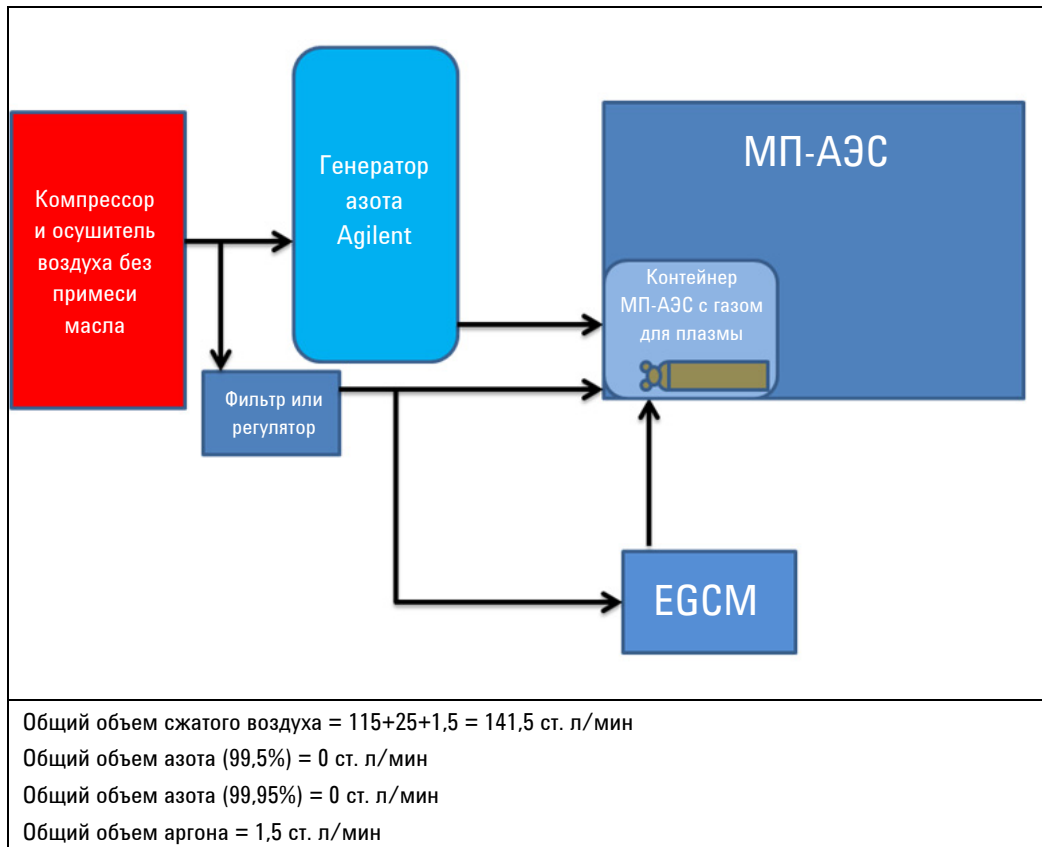 Компрессор
и осушитель
воздуха без
примеси
масла
Генератор
азота
Agilent
МП-АЭС
Контейнер
МП-АЭС с газом
для плазмы
Фильтр или
регулятор
EGCM
Общий объем сжатого воздуха = 115+25+1,5 = 141,5 ст. л/мин
Общий объем азота (99,5%) = 0 ст. л/мин
Общий объем азота (99,95%) = 0 ст. л/мин
Общий объем аргона = 1,5 ст. л/мин